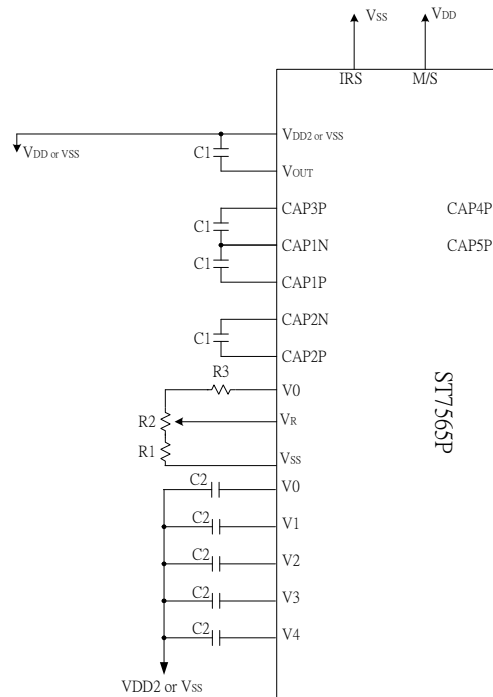 VSS
VDD
IRS M/S
VDD2 or VSS
VDD or VSS
C1
VOUT
CAP3P CAP4P
C1
CAP1N CAP5P
C1
CAP1P
CAP2N
C1
CAP2P
R3
V0
R2
VR
R1
VSS
ST7565P
C2
V0
C2
V1
C2
V2
C2
V3
C2
V4
VDD2 or VSS